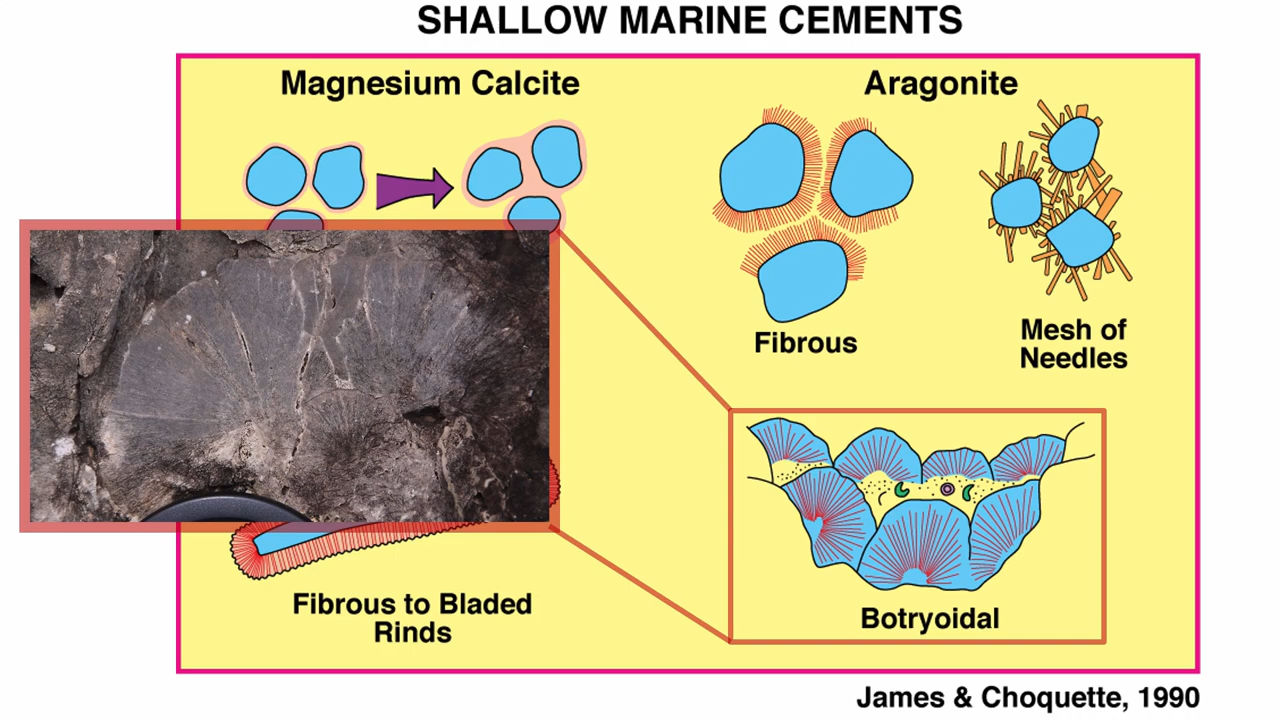 SHALLOW MARINE CEMENTS
Magnesium Calcite
Aragonite
Fibrous
Mesh of
Needles
Fibrous to Bladed
Rinds
Botryoidal
James & Choquette, 1990